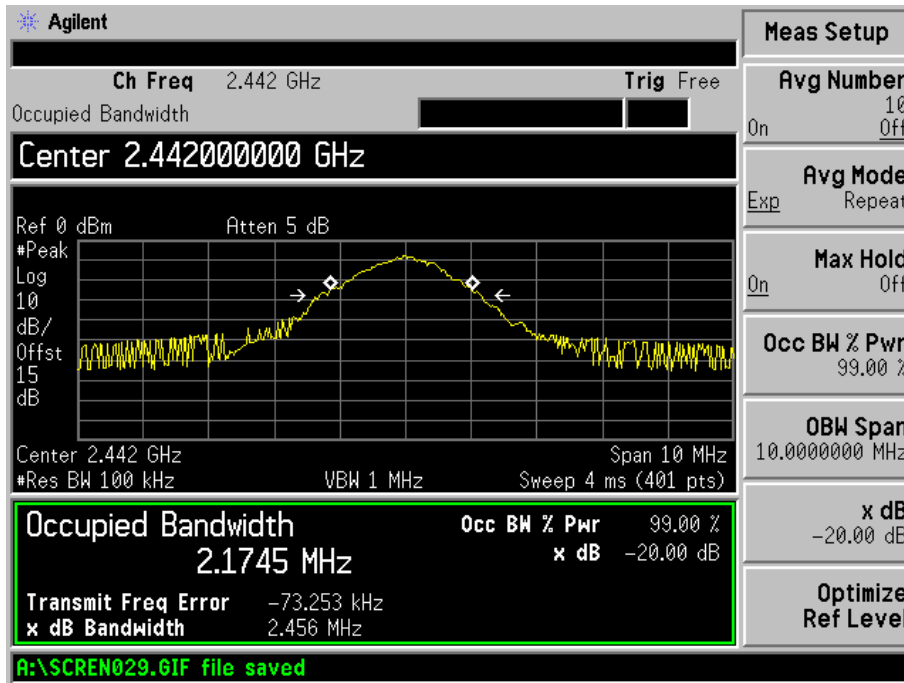 Agilent
Ch Freq 2.442 GHz Trig Free
Occupied Bandwidth
Center 2.442000000 GHz
Ref 0 dBm Atten 5 dB
#Peak
Log
10
dB/
Offst
15
dB
Center 2.442 GHz Span 10 MHz
#Res BW 100 kHz VBW 1 MHz Sweep 4 ms (401 pts)
Occupied Bandwidth Occ BW % Pwr 99.00 %
2.1745 MHz x dB -20.00 dB
Transmit Freq Error -73.253 kHz
x dB Bandwidth 2.456 MHz
A:\SCREN029.GIF file saved
Meas Setup
Avg Number
10
On Off
Avg Mode
Exp Repeat
Max Hold
On Off
Occ BW % Pwr
99.00 %
OBW Span
10.0000000 MHz
x dB
-20.00 dB
Optimize
Ref Level